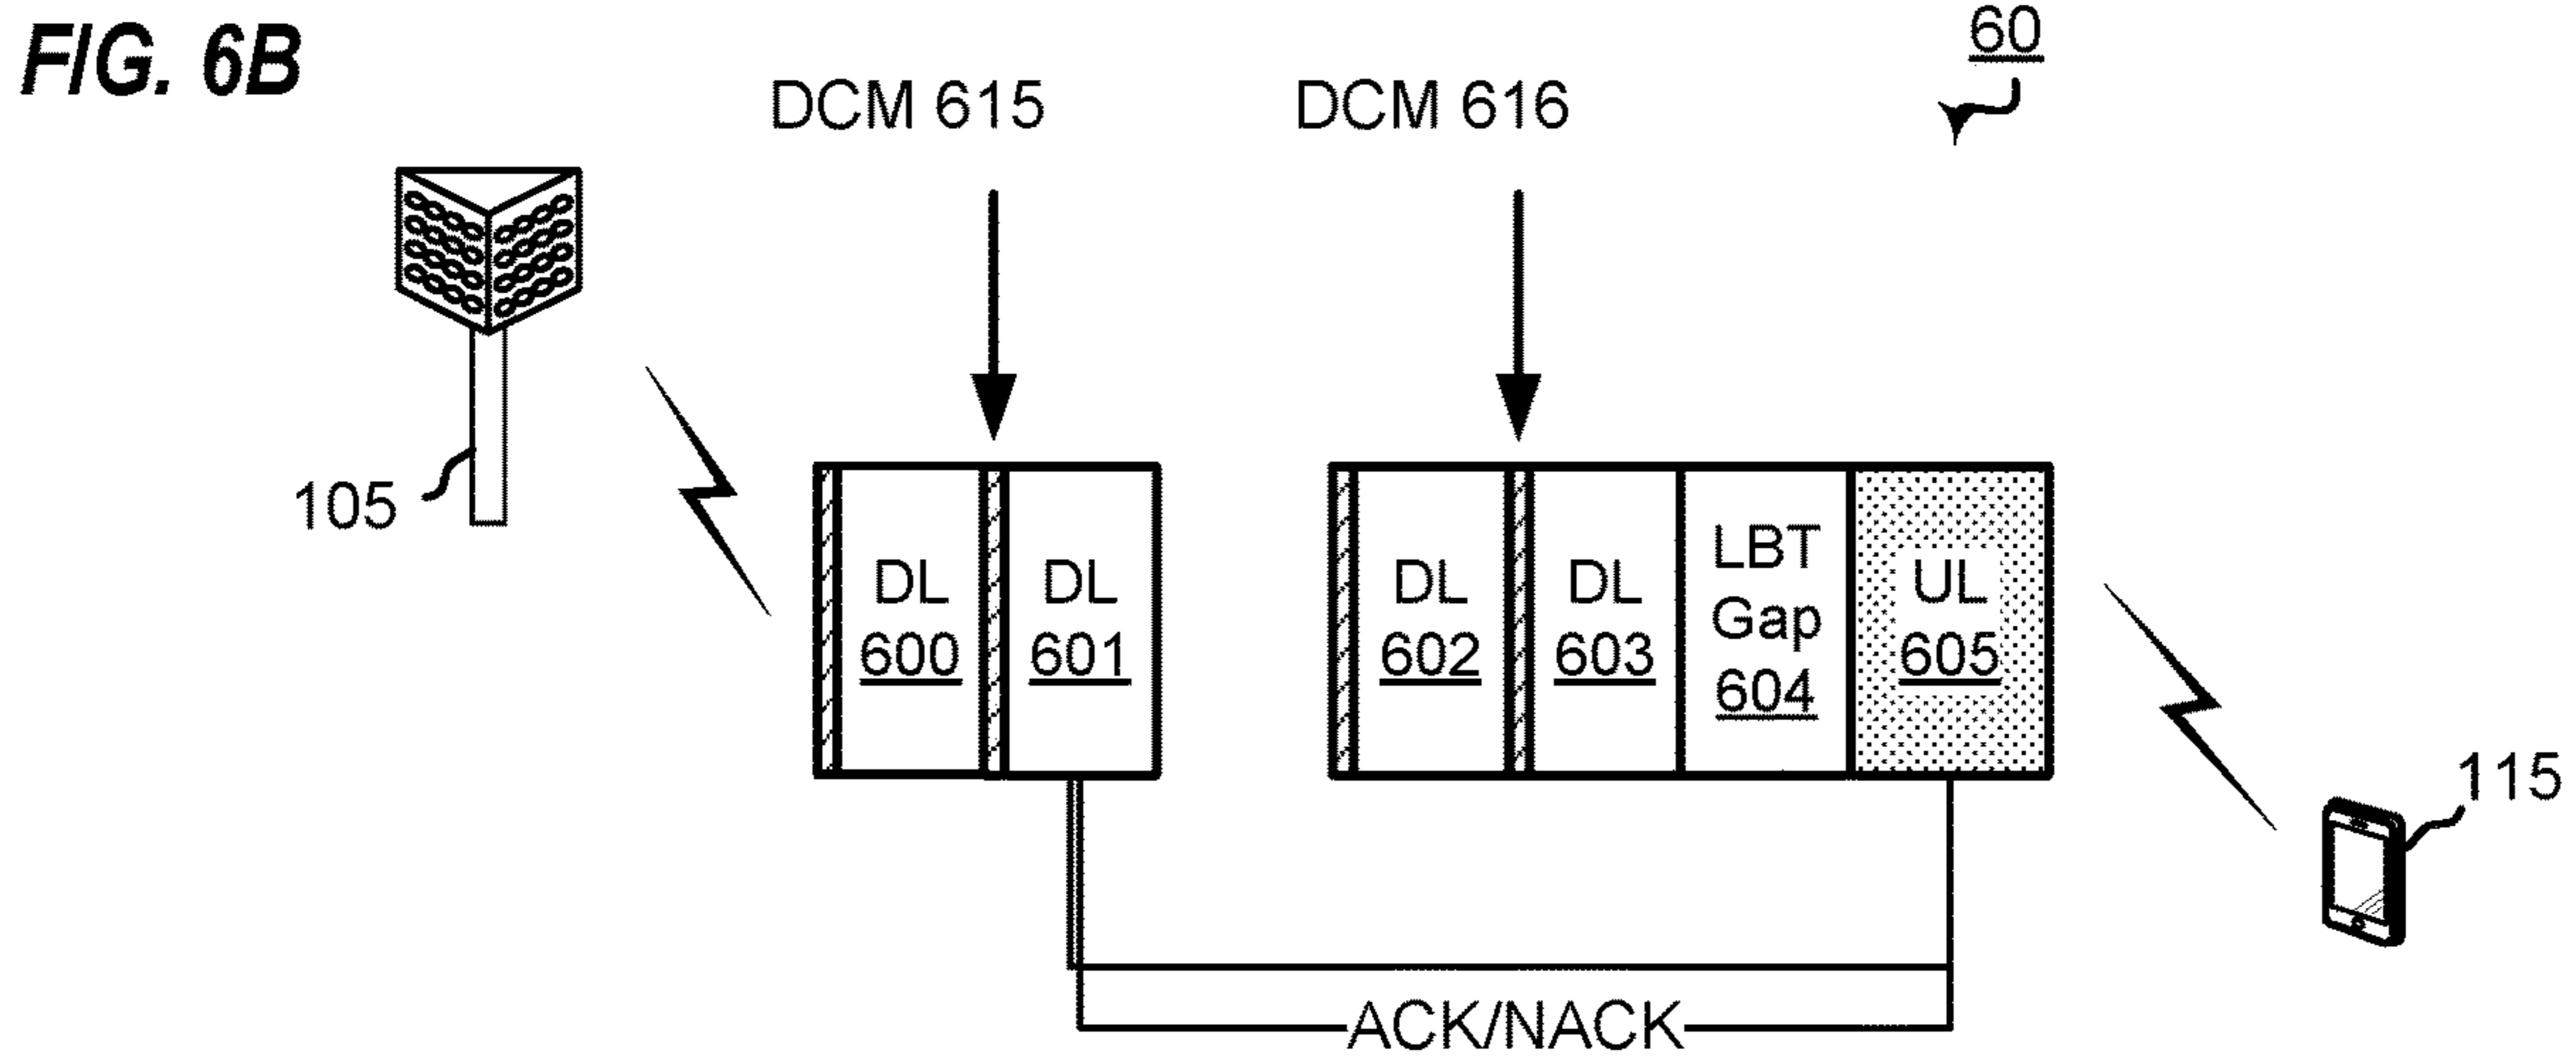 FIG. 6B
60
DCM 615
DCM 616
105
DL
600
DL
601
DL
602
DL
603
LBT
Gap
604
UL
605
115
ACK/NACK